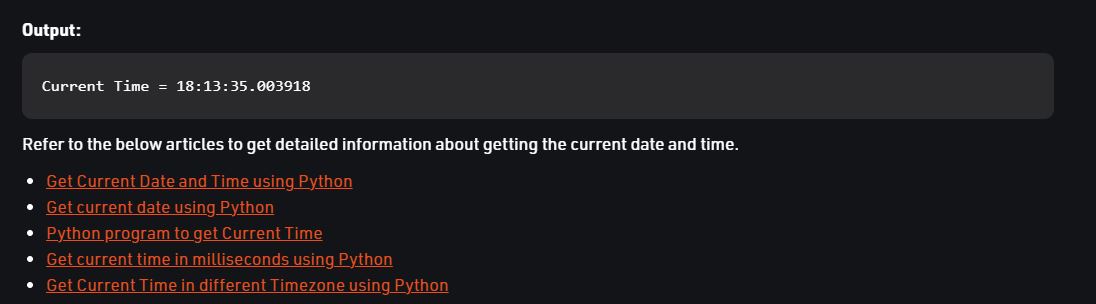 Output:
Current Time = 18:13:35.003918
Refer to the below articles to get detailed information about getting the current date and time.
Get Current Date and Time using Python
Get current date using Python
Python program to get Current Time
Get current time in milliseconds using Python
Get Current Time in different Timezone using Python